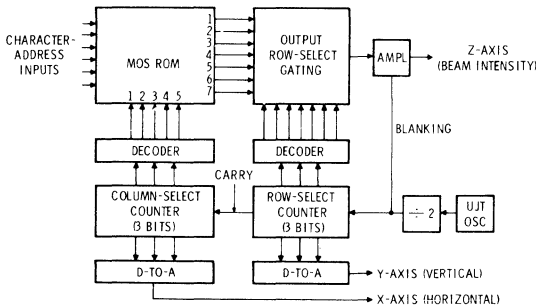 CHARACTER-
ADDRESS
INPUTS
MOS ROM
1 2 3 4 5
1
2
3
4
5
6
7
OUTPUT
ROW-SELECT
GATING
AMPL
Z-AXIS
(BEAM INTENSITY)
BLANKING
DECODER
DECODER
CARRY
COLUMN-SELECT
COUNTER
(3 BITS)
ROW-SELECT
COUNTER
(3 BITS)
÷ 2
UJT
OSC
D-TO-A
D-TO-A
Y-AXIS (VERTICAL)
X-AXIS (HORIZONTAL)